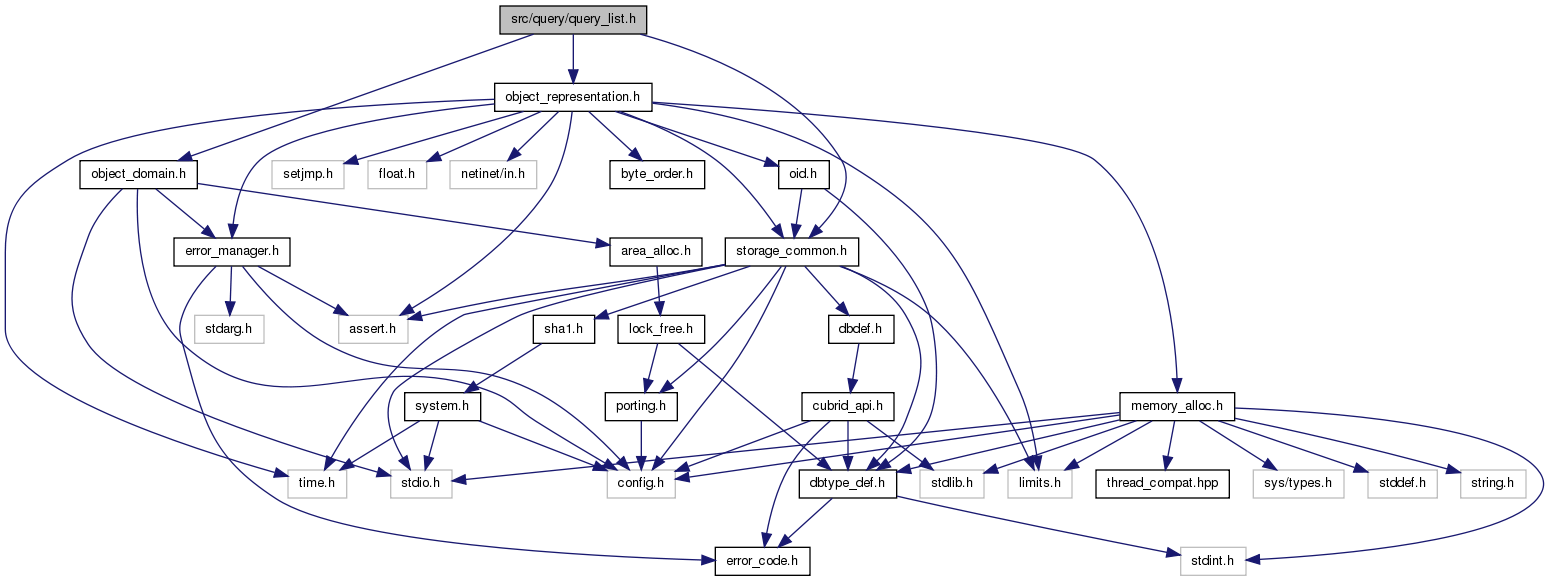 src/query/query_list.h
object_representation.h
object_domain.h
setjmp.h
float.h
netinet/in.h
byte_order.h
oid.h
error_manager.h
area_alloc.h
storage_common.h
stdarg.h
assert.h
sha1.h
lock_free.h
dbdef.h
system.h
porting.h
cubrid_api.h
memory_alloc.h
time.h
stdio.h
config.h
dbtype_def.h
stdlib.h
limits.h
thread_compat.hpp
sys/types.h
stddef.h
string.h
error_code.h
stdint.h